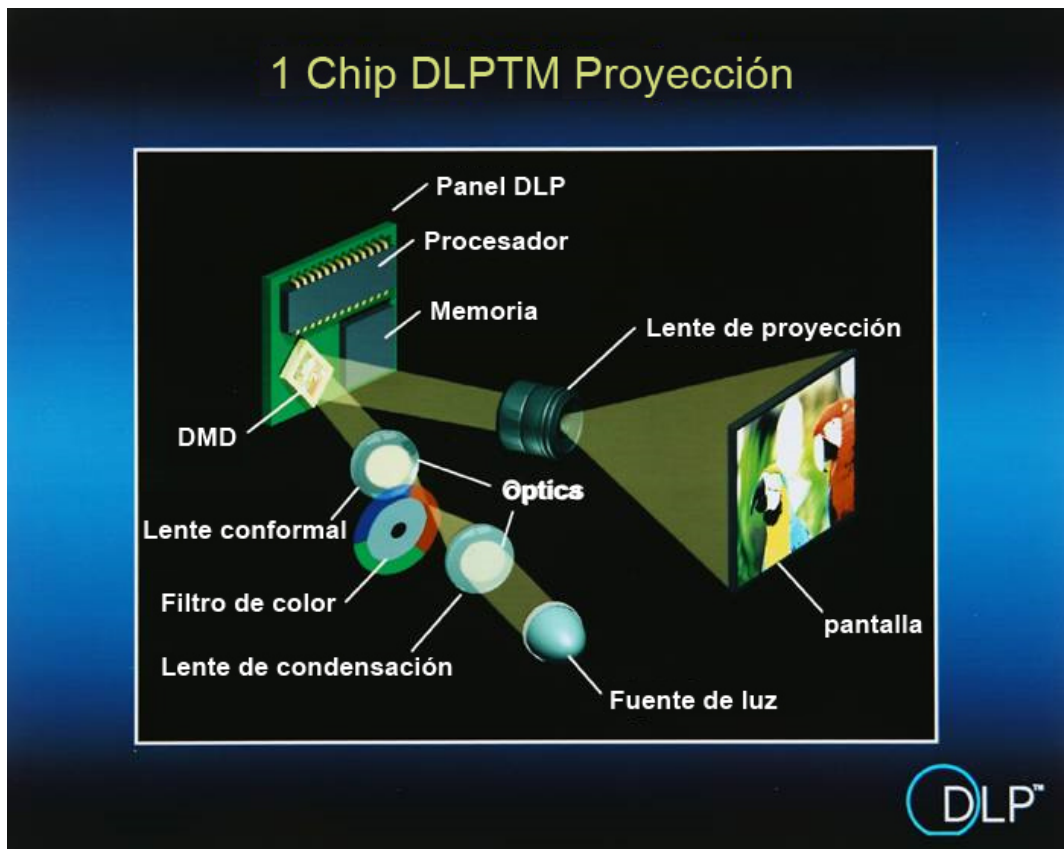 1 Chip DLPTM Proyección
Panel DLP
Procesador
Memoria
Lente de proyección
DMD
Optica
Lente conformal
Filtro de color
pantalla
Lente de condensación
Fuente de luz
DLP™